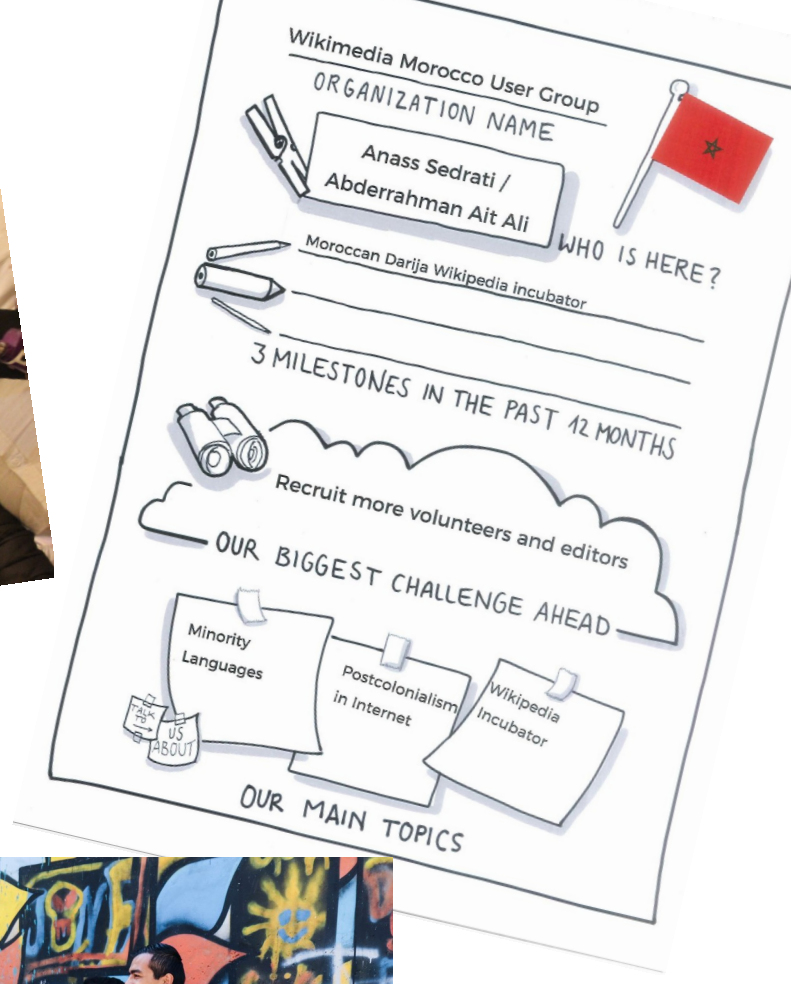 Wikimedia Morocco User Group
ORGANIZATION NAME
Anass Sedrati /
Abderrahman Ait Ali
WHO IS HERE?
Moroccan Darija Wikipedia incubator
3 MILESTONES IN THE PAST 12 MONTHS
Recruit more volunteers and editors
OUR BIGGEST CHALLENGE AHEAD
Minority
Languages
Postcolonialism
in Internet
Wikipedia
Incubator
TALK
TO
US
ABOUT
OUR MAIN TOPICS